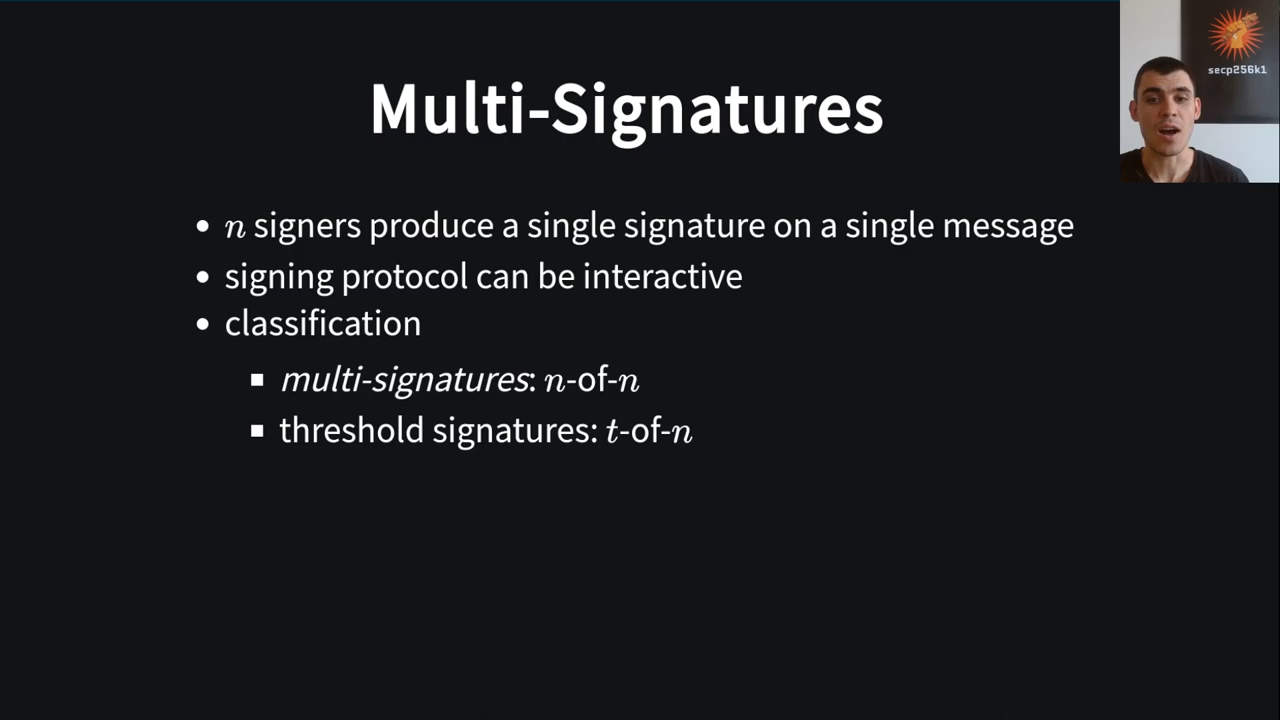 Multi-Signatures
secp256k1
• n signers produce a single signature on a single message
• signing protocol can be interactive
• classification
▪ multi-signatures: n-of-n
▪ threshold signatures: t-of-n